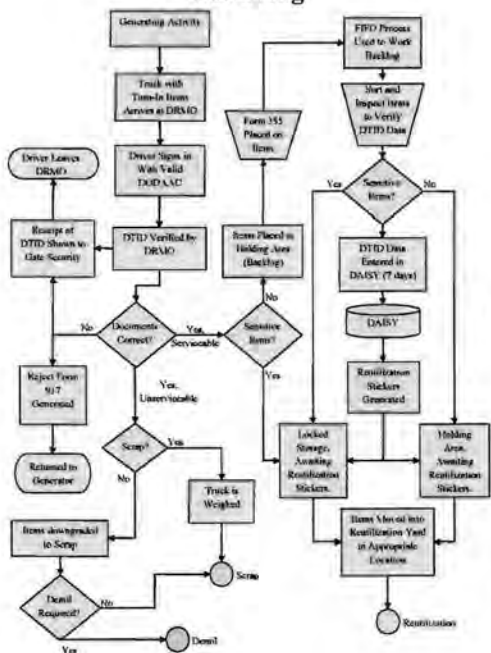 Generating Activity
Truck with
Turn-In Items
Arrives at DRMO
Driver Signs in
With Valid
DODAAC
DTID Verified by
DRMO
Driver Leaves
DRMO
Receipt of
DTID Shown to
Gate Security
Documents
Correct?
No
Yes,
Serviceable
Yes,
Unserviceable
Reject Form
Generated
Returned to
Generator
Scrap?
Yes
No
Truck is
Weighed
Items downgraded
to Scrap
Scrap
Demil
Required?
No
Yes
Demil
FIFO Process
Used to Work
Backlog
Form 355
Placed on
Items
Items Placed in
Holding Area
(Backlog)
No
Sensitive
Items?
Yes
Sort and
Inspect Items
to Verify
DTID Data
Yes
Sensitive
Items?
No
DTID Data
Entered in
DAISY (7 days)
DAISY
Reutilization
Stickers
Generated
Locked
Storage,
Awaiting
Reutilization
Stickers.
Holding
Area,
Awaiting
Reutilization
Stickers.
Items Moved into
Reutilization Yard
in Appropriate
Location
Reutilization